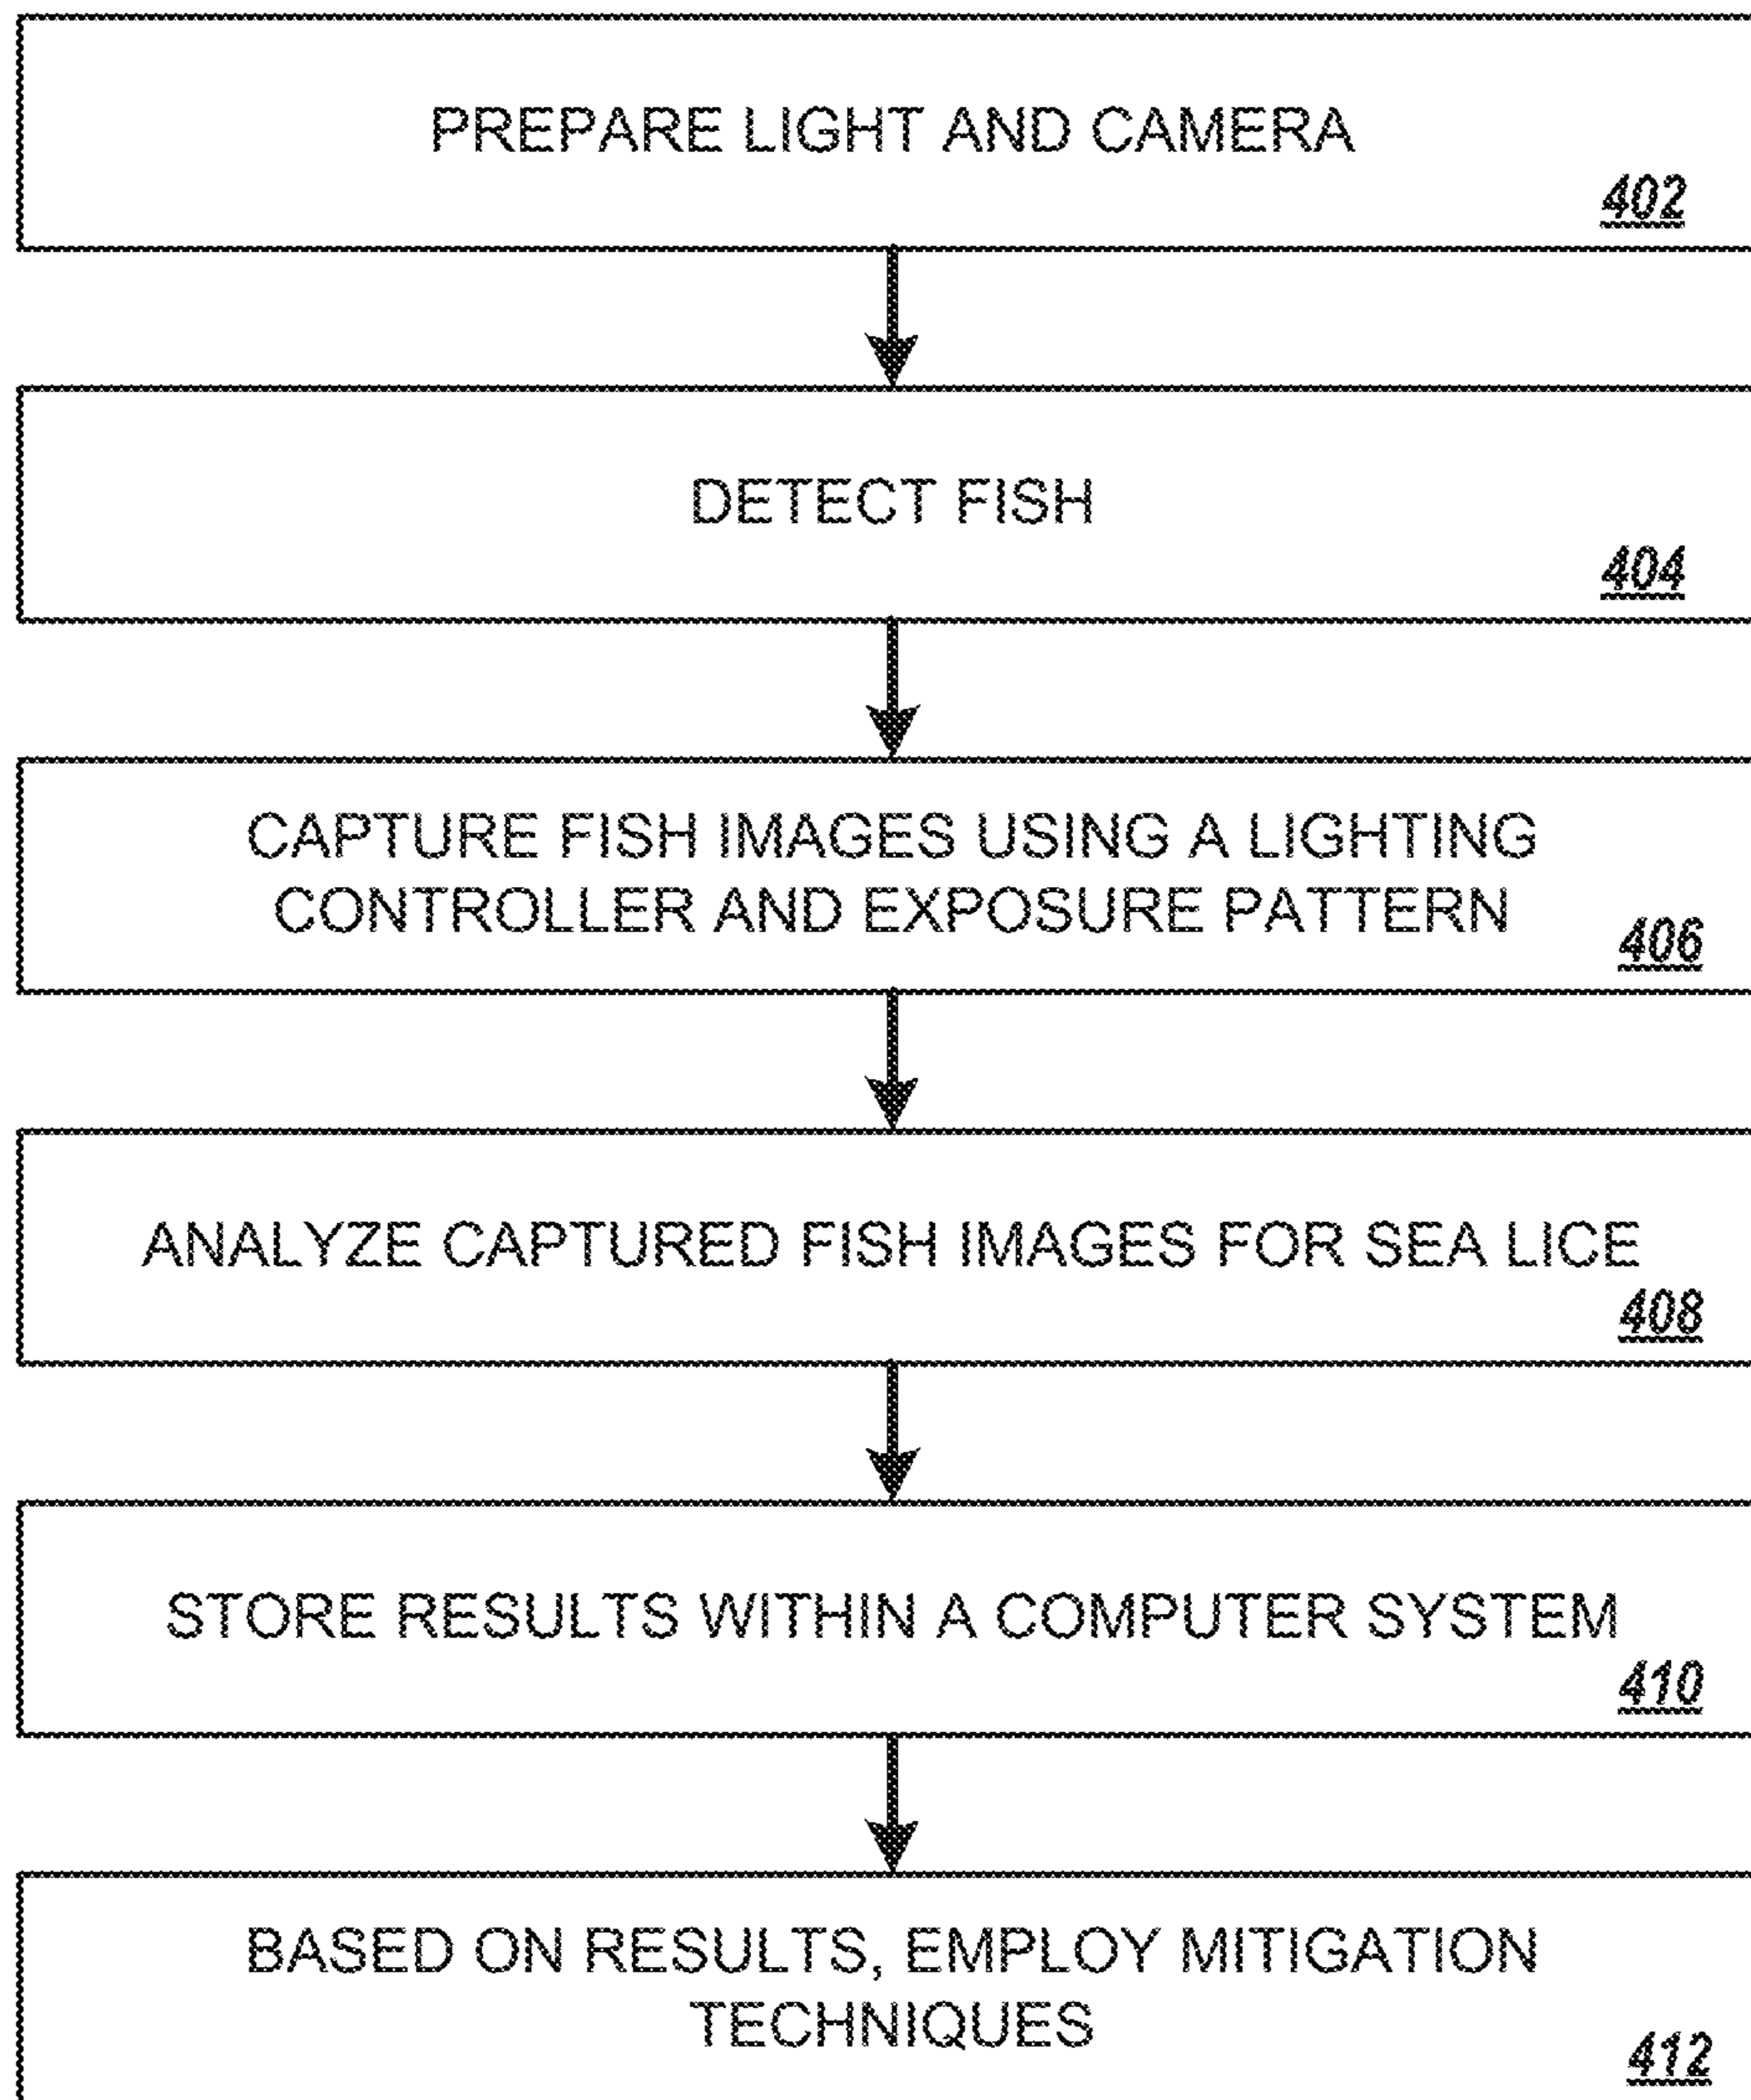 PREPARE LIGHT AND CAMERA
402
DETECT FISH
404
CAPTURE FISH IMAGES USING A LIGHTING
CONTROLLER AND EXPOSURE PATTERN
406
ANALYZE CAPTURED FISH IMAGES FOR SEA LICE
408
STORE RESULTS WITHIN A COMPUTER SYSTEM
410
BASED ON RESULTS, EMPLOY MITIGATION
TECHNIQUES
412